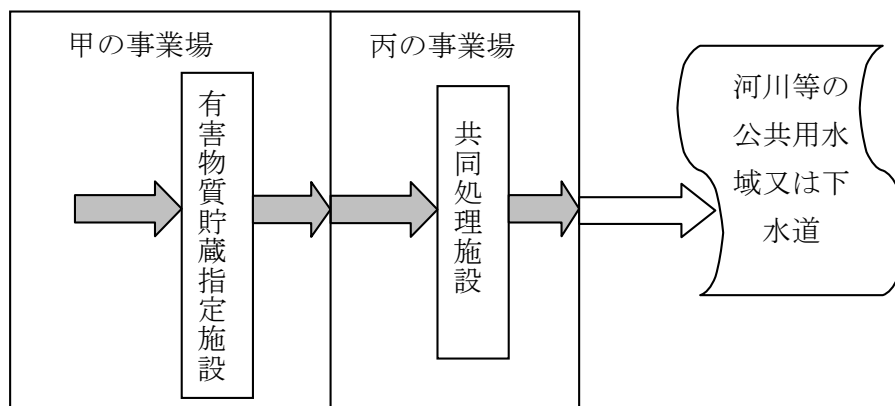 甲の事業場
有害物質貯蔵指定施設
丙の事業場
共同処理施設
河川等の
公共用水
域又は下
水道